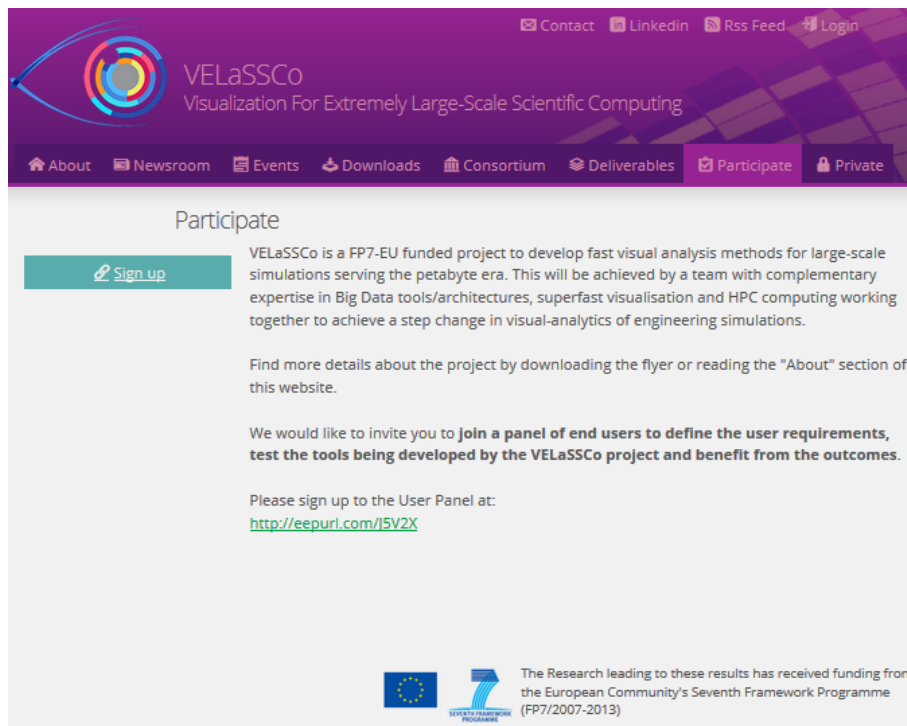 Contact Linkedin Rss Feed Login
VELaSSCo
Visualization For Extremely Large-Scale Scientific Computing
About Newsroom Events Downloads Consortium Deliverables Participate Private
Participate
Sign up
VELaSSCo is a FP7-EU funded project to develop fast visual analysis methods for large-scale
simulations serving the petabyte era. This will be achieved by a team with complementary
expertise in Big Data tools/architectures, superfast visualisation and HPC computing working
together to achieve a step change in visual-analytics of engineering simulations.
Find more details about the project by downloading the flyer or reading the "About" section of
this website.
We would like to invite you to join a panel of end users to define the user requirements,
test the tools being developed by the VELaSSCo project and benefit from the outcomes.
Please sign up to the User Panel at:
http://eepurl.com/J5V2X
SEVENTH FRAMEWORK
PROGRAMME
The Research leading to these results has received funding from
the European Community's Seventh Framework Programme
(FP7/2007-2013)